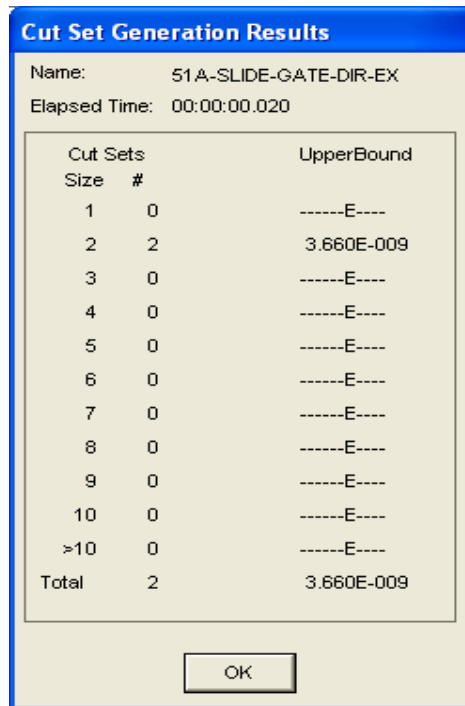 Cut Set Generation Results
Name: 51A-SLIDE-GATE-DIR-EX
Elapsed Time: 00:00:00.020
Cut Sets UpperBound
Size #
1 0 ------E----
2 2 3.660E-009
3 0 ------E----
4 0 ------E----
5 0 ------E----
6 0 ------E----
7 0 ------E----
8 0 ------E----
9 0 ------E----
10 0 ------E----
>10 0 ------E----
Total 2 3.660E-009
OK